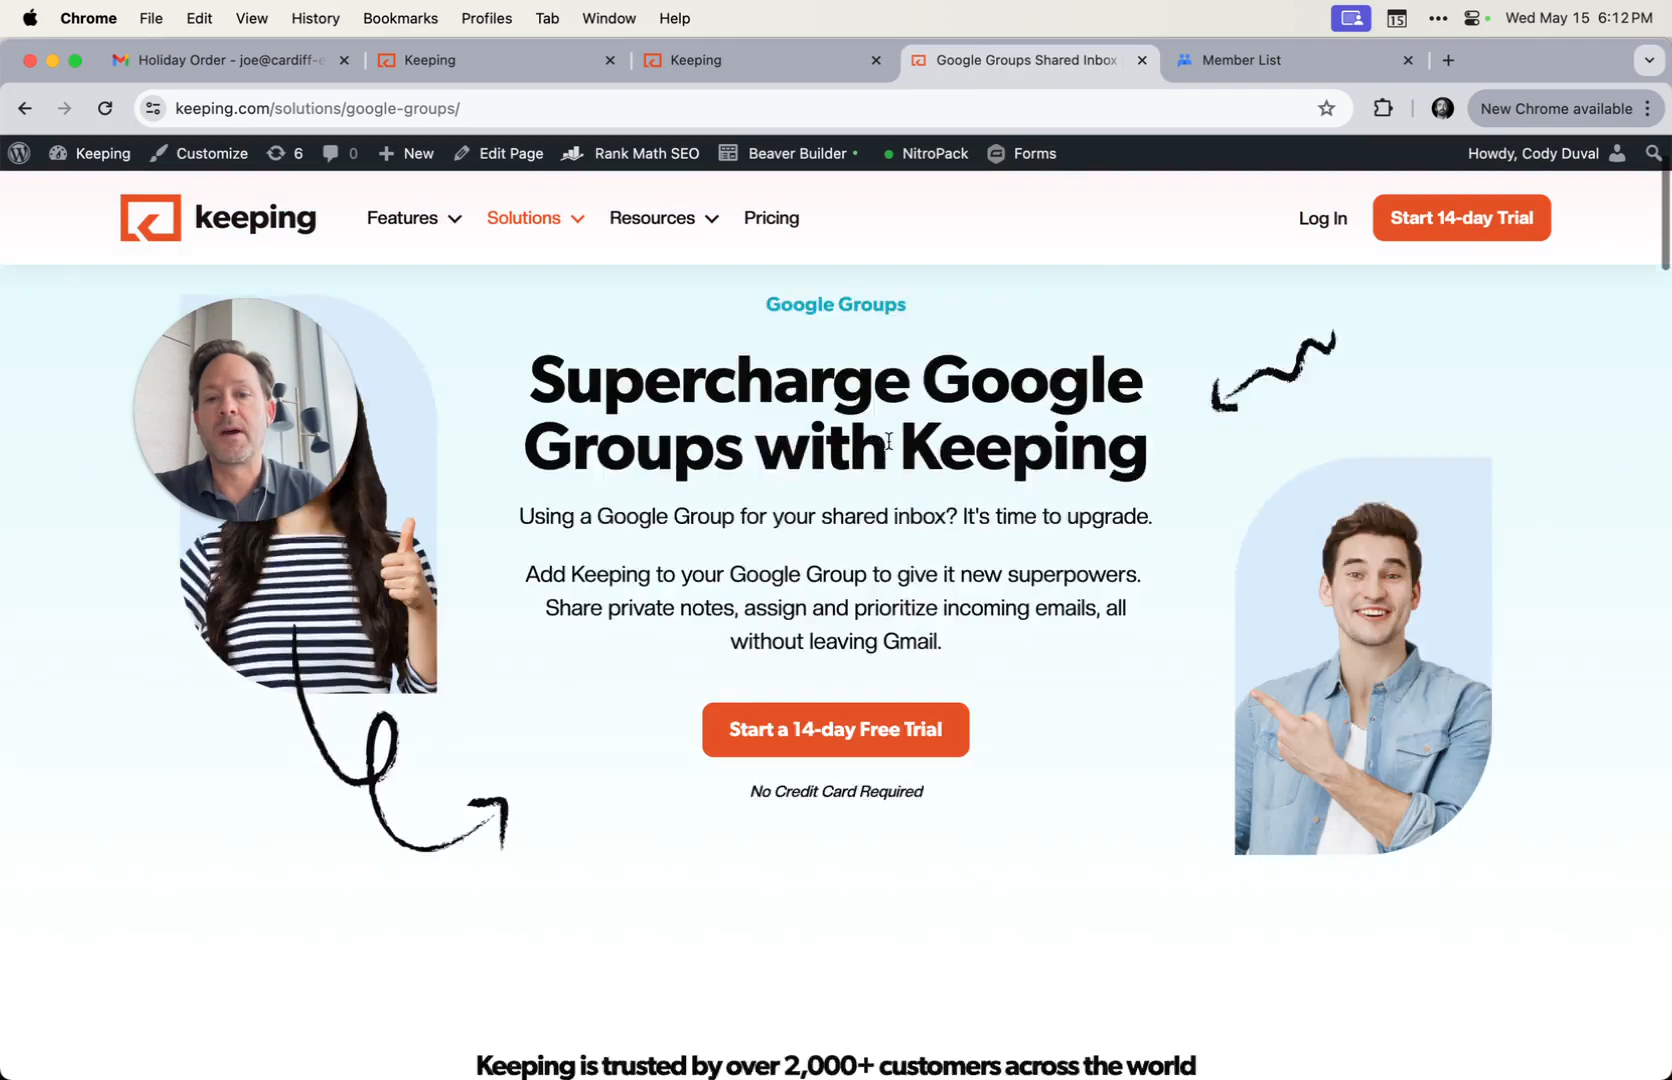 Chrome File Edit View History Bookmarks Profiles Tab Window Help 15 Wed May 15 6:12 PM
Holiday Order - joe@cardiff-e Keeping Keeping Google Groups Shared Inbox Member List
keeping.com/solutions/google-groups/ New Chrome available
Keeping Customize 6 0 New Edit Page Rank Math SEO Beaver Builder NitroPack Forms Howdy, Cody Duval
keeping Features Solutions Resources Pricing Log In Start 14-day Trial
Google Groups
Supercharge Google
Groups with Keeping
Using a Google Group for your shared inbox? It's time to upgrade.
Add Keeping to your Google Group to give it new superpowers.
Share private notes, assign and prioritize incoming emails, all
without leaving Gmail.
Start a 14-day Free Trial
No Credit Card Required
Keeping is trusted by over 2,000+ customers across the world